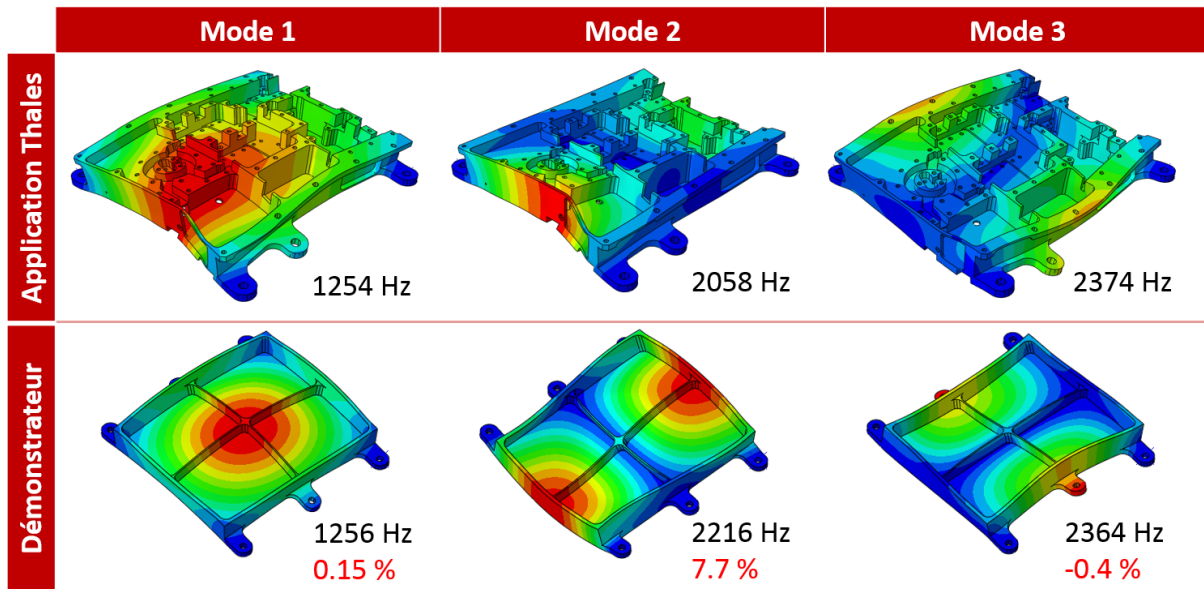 Mode 1
Mode 2
Mode 3
Application Thales
1254 Hz
2058 Hz
2374 Hz
Démonstrateur
1256 Hz
0.15 %
2216 Hz
7.7 %
2364 Hz
-0.4 %